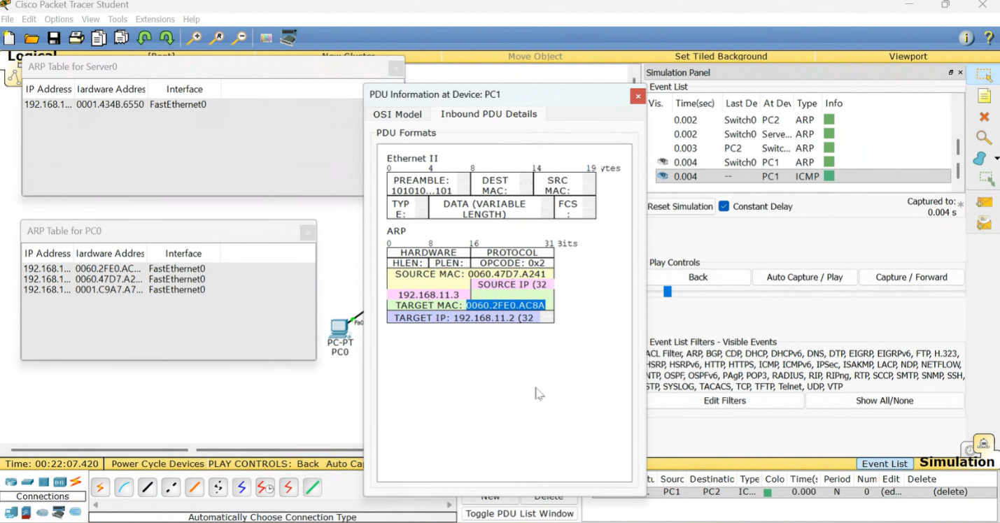 Cisco Packet Tracer Student
File Edit Options View Tools Extensions Help
Logical [Root] New Cluster Move Object Set Tiled Background Viewport
ARP Table for Server0
IP Address lardware Addres Interface
192.168.1... 0001.434B.6550 FastEthernet0
ARP Table for PC0
IP Address lardware Addres Interface
192.168.1... 0060.2FE0.AC... FastEthernet0
192.168.1... 0060.47D7.A2... FastEthernet0
192.168.1... 0001.C9A7.A7... FastEthernet0
Fa0
PC-PT
PC0
PDU Information at Device: PC1
OSI Model Inbound PDU Details
PDU Formats
Ethernet II
0 4 8 14 19 ytes
PREAMBLE: DEST SRC
101010...101 MAC: MAC:
TYP DATA (VARIABLE FCS
E: LENGTH) :
ARP
0 8 16 31 Bits
HARDWARE PROTOCOL
HLEN: PLEN: OPCODE: 0x2
SOURCE MAC: 0060.47D7.A241
SOURCE IP (32
192.168.11.3
TARGET MAC: 0060.2FE0.AC8A
TARGET IP: 192.168.11.2 (32
Simulation Panel
Event List
Vis. Time(sec) Last De At Dev Type Info
0.002 Switch0 PC2 ARP
0.002 Switch0 Serve... ARP
0.003 PC2 Switc... ARP
0.004 Switch0 PC1 ARP
0.004 -- PC1 ICMP
Reset Simulation Constant Delay Captured to: *
0.004 s
Play Controls
Back Auto Capture / Play Capture / Forward
Event List Filters - Visible Events
ACL Filter, ARP, BGP, CDP, DHCP, DHCPv6, DNS, DTP, EIGRP, EIGRPv6, FTP, H.323,
HSRP, HSRPv6, HTTP, HTTPS, ICMP, ICMPv6, IPSec, ISAKMP, LACP, NDP, NETFLOW,
NTP, OSPF, OSPFv6, PAgP, POP3, RADIUS, RIP, RIPng, RTP, SCCP, SMTP, SNMP, SSH,
STP, SYSLOG, TACACS, TCP, TFTP, Telnet, UDP, VTP
Edit Filters Show All/None
Time: 00:22:07.420 Power Cycle Devices PLAY CONTROLS: Back Auto Cap
Event List Simulation
Connections
Automatically Choose Connection Type
New Delete
Toggle PDU List Window
Sourc Destinatic Type Colo Time(s Period Num Edit Delete
PC1 PC2 IC... 0.000 N 0 (ed... (delete)